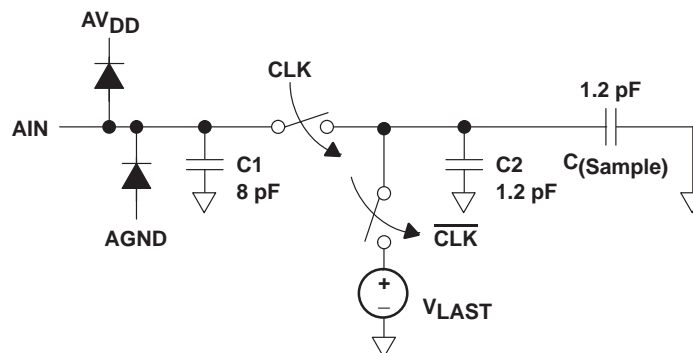 AVDD
CLK
1.2 pF
AIN
C1
8 pF
C2
1.2 pF
C(Sample)
AGND
CLK
+
–
VLAST